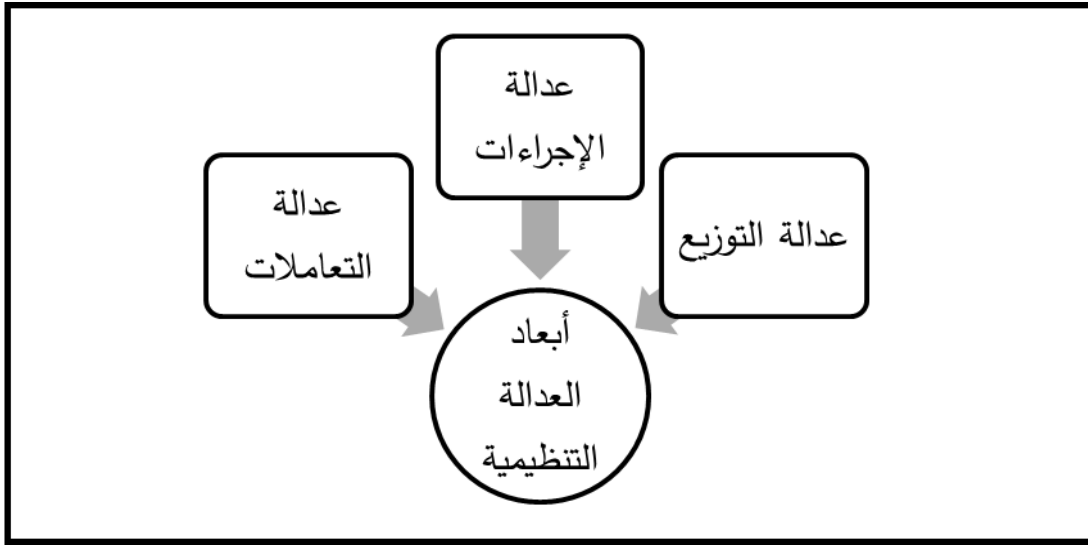 عدالة
الإجراءات
عدالة التوزيع
عدالة
التعاملات
أبعاد
العدالة
التنظيمية